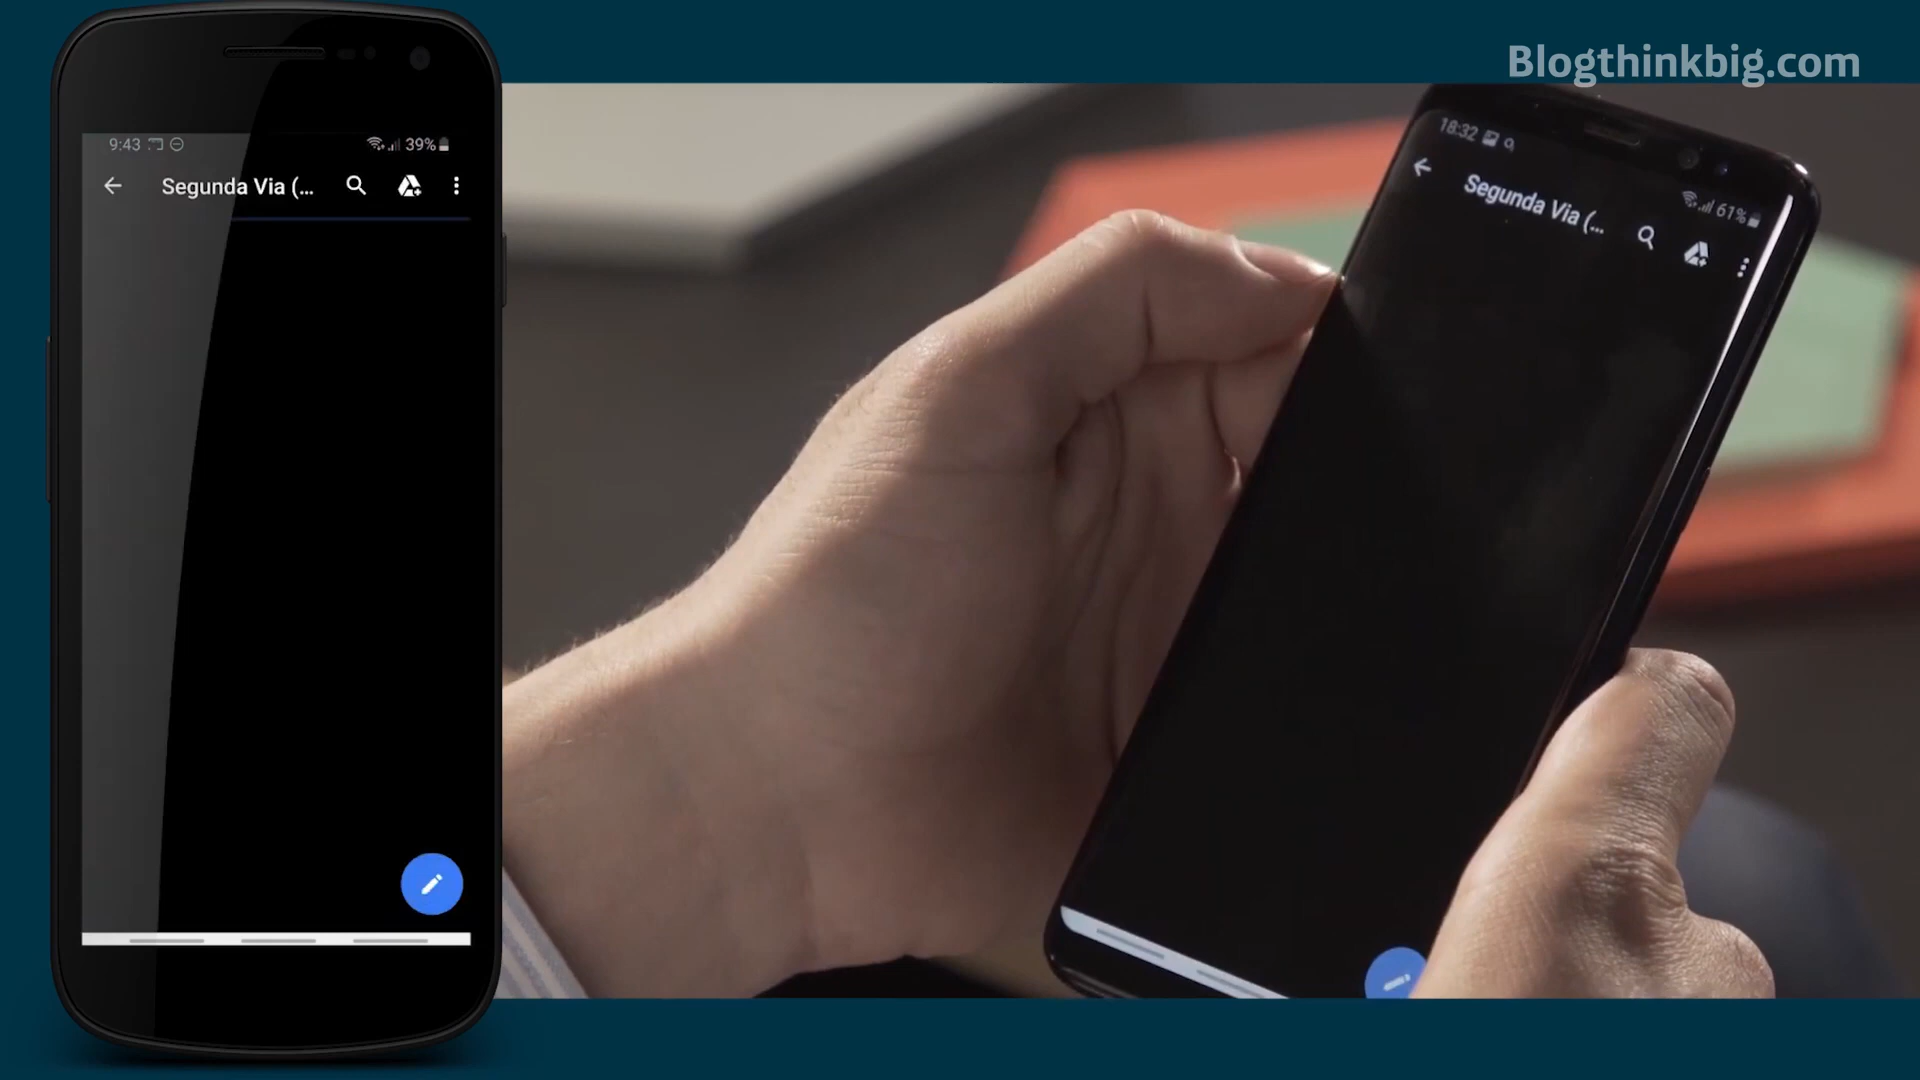 Blogthinkbig.com
9:43 39%
Segunda Via (...
18:32 61%
Segunda Via (...